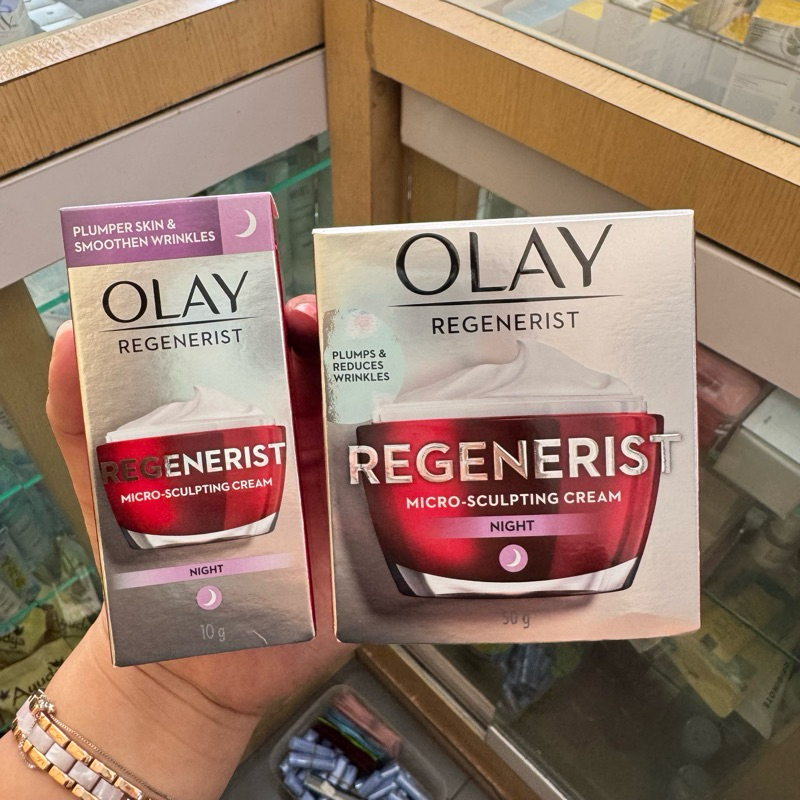 PLUMPER SKIN &
SMOOTHEN WRINKLES
OLAY
REGENERIST
REGENERIST
MICRO-SCULPTING CREAM
NIGHT
10 g
OLAY
REGENERIST
PLUMPS &
REDUCES
WRINKLES
REGENERIST
MICRO-SCULPTING CREAM
NIGHT
50 g